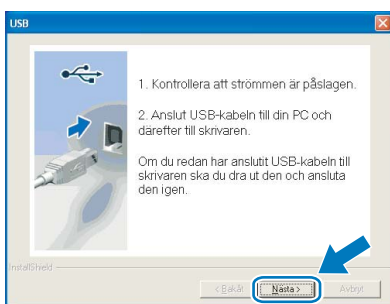 USB
1. Kontrollera att strömmen är påslagen.
2. Anslut USB-kabeln till din PC och
därefter till skrivaren.
Om du redan har anslutit USB-kabeln till
skrivaren ska du dra ut den och ansluta
den igen.
InstallShield
< Bakåt
Nästa >
Avbryt